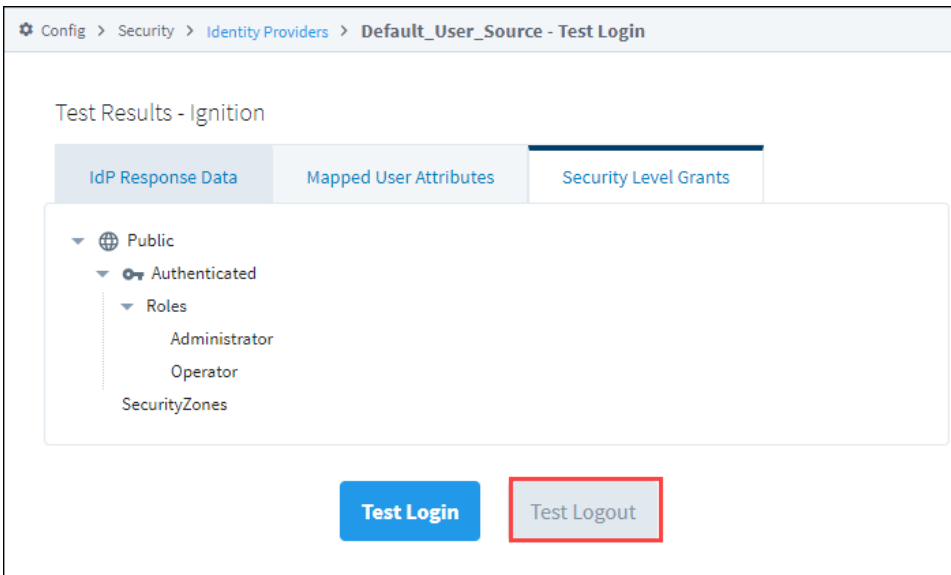 Config > Security > Identity Providers > Default_User_Source - Test Login
Test Results - Ignition
IdP Response Data
Mapped User Attributes
Security Level Grants
Public
Authenticated
Roles
Administrator
Operator
SecurityZones
Test Login
Test Logout